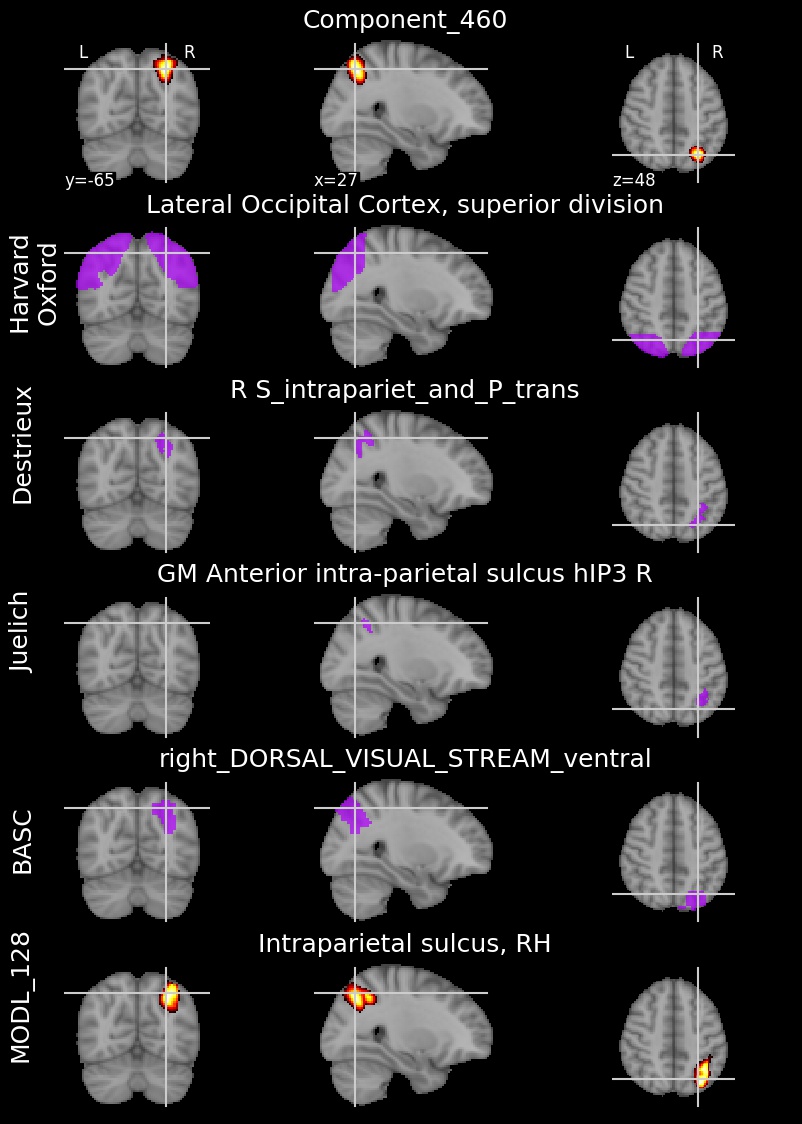 Component_460
L R
L R
y=-65
x=27
z=48
Lateral Occipital Cortex, superior division
Harvard
Oxford
R S_intrapariet_and_P_trans
Destrieux
GM Anterior intra-parietal sulcus hIP3 R
Juelich
right_DORSAL_VISUAL_STREAM_ventral
BASC
Intraparietal sulcus, RH
MODL_128